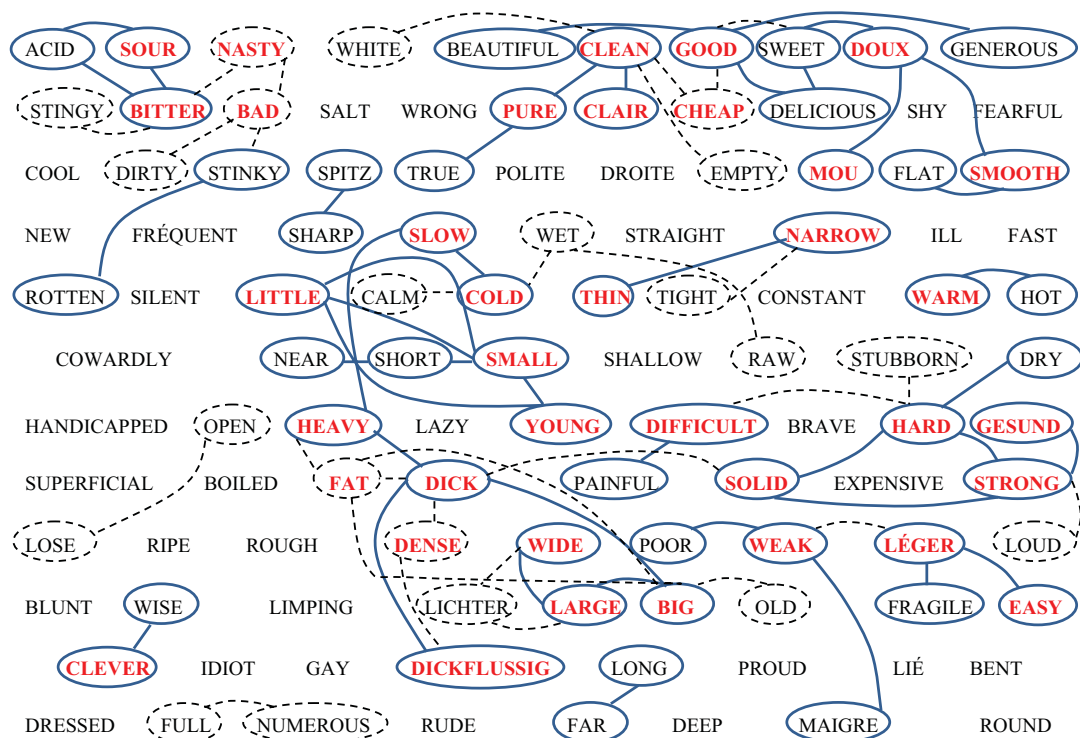 ACID SOUR NASTY WHITE BEAUTIFUL CLEAN GOOD SWEET DOUX GENEROUS
STINGY BITTER BAD SALT WRONG PURE CLAIR CHEAP DELICIOUS SHY FEARFUL
COOL DIRTY STINKY SPITZ TRUE POLITE DROITE EMPTY MOU FLAT SMOOTH
NEW FRÉQUENT SHARP SLOW WET STRAIGHT NARROW ILL FAST
ROTTEN SILENT LITTLE CALM COLD THIN TIGHT CONSTANT WARM HOT
COWARDLY NEAR SHORT SMALL SHALLOW RAW STUBBORN DRY
HANDICAPPED OPEN HEAVY LAZY YOUNG DIFFICULT BRAVE HARD GESUND
SUPERFICIAL BOILED FAT DICK PAINFUL SOLID EXPENSIVE STRONG
LOSE RIPE ROUGH DENSE WIDE POOR WEAK LÉGER LOUD
BLUNT WISE LIMPING LICHTER LARGE BIG OLD FRAGILE EASY
CLEVER IDIOT GAY DICKFLUSSIG LONG PROUD LIÉ BENT
DRESSED FULL NUMEROUS RUDE FAR DEEP MAIGRE ROUND